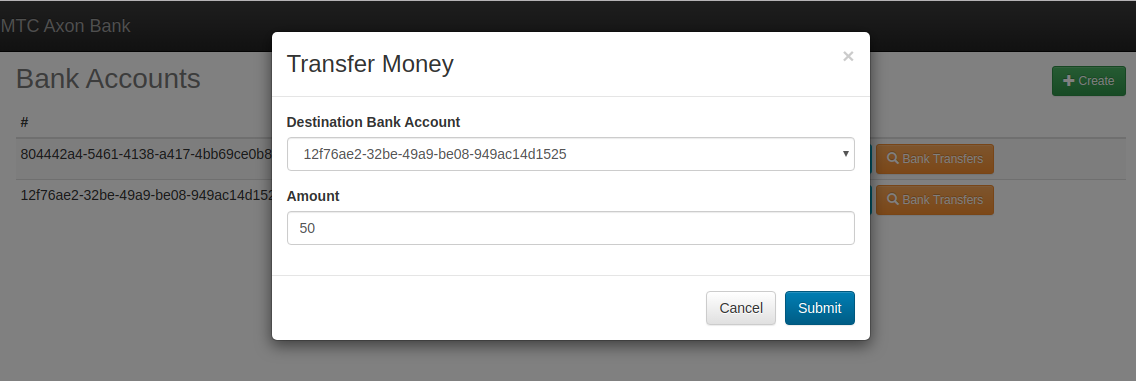 MTC Axon Bank
Bank Accounts
Create
#
804442a4-5461-4138-a417-4bb69ce0b8
Bank Transfers
12f76ae2-32be-49a9-be08-949ac14d152
Bank Transfers
Transfer Money
×
Destination Bank Account
12f76ae2-32be-49a9-be08-949ac14d1525
Amount
50
Cancel
Submit